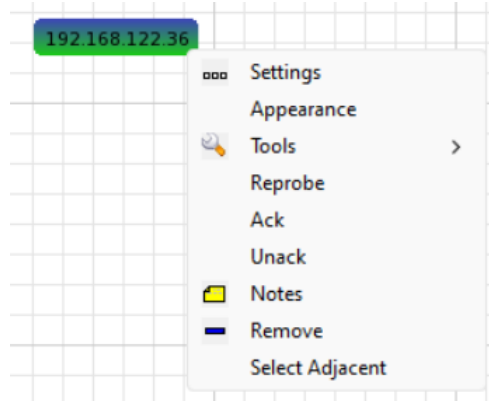 192.168.122.36
Settings
Appearance
Tools
Reprobe
Ack
Unack
Notes
Remove
Select Adjacent